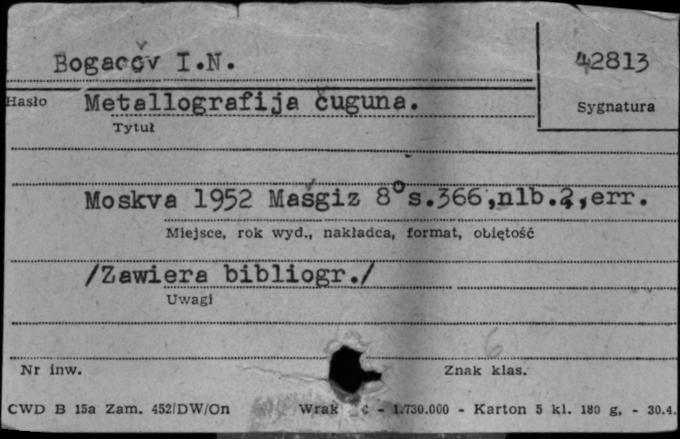 Bogačev I.N.
42813
Hasło
Metallografija čuguna.
Sygnatura
Tytuł
Moskva 1952 Mašgiz 8° s.366,nlb.2,err.
Miejsce, rok wyd., nakładca, format, objętość
/Zawiera bibliogr./
Uwagi
6
Nr inw.
Znak klas.
CWD B 15a Zam. 452/DW/On
- 1.730.000 - Karton 5 kl. 180 g, - 30.4.